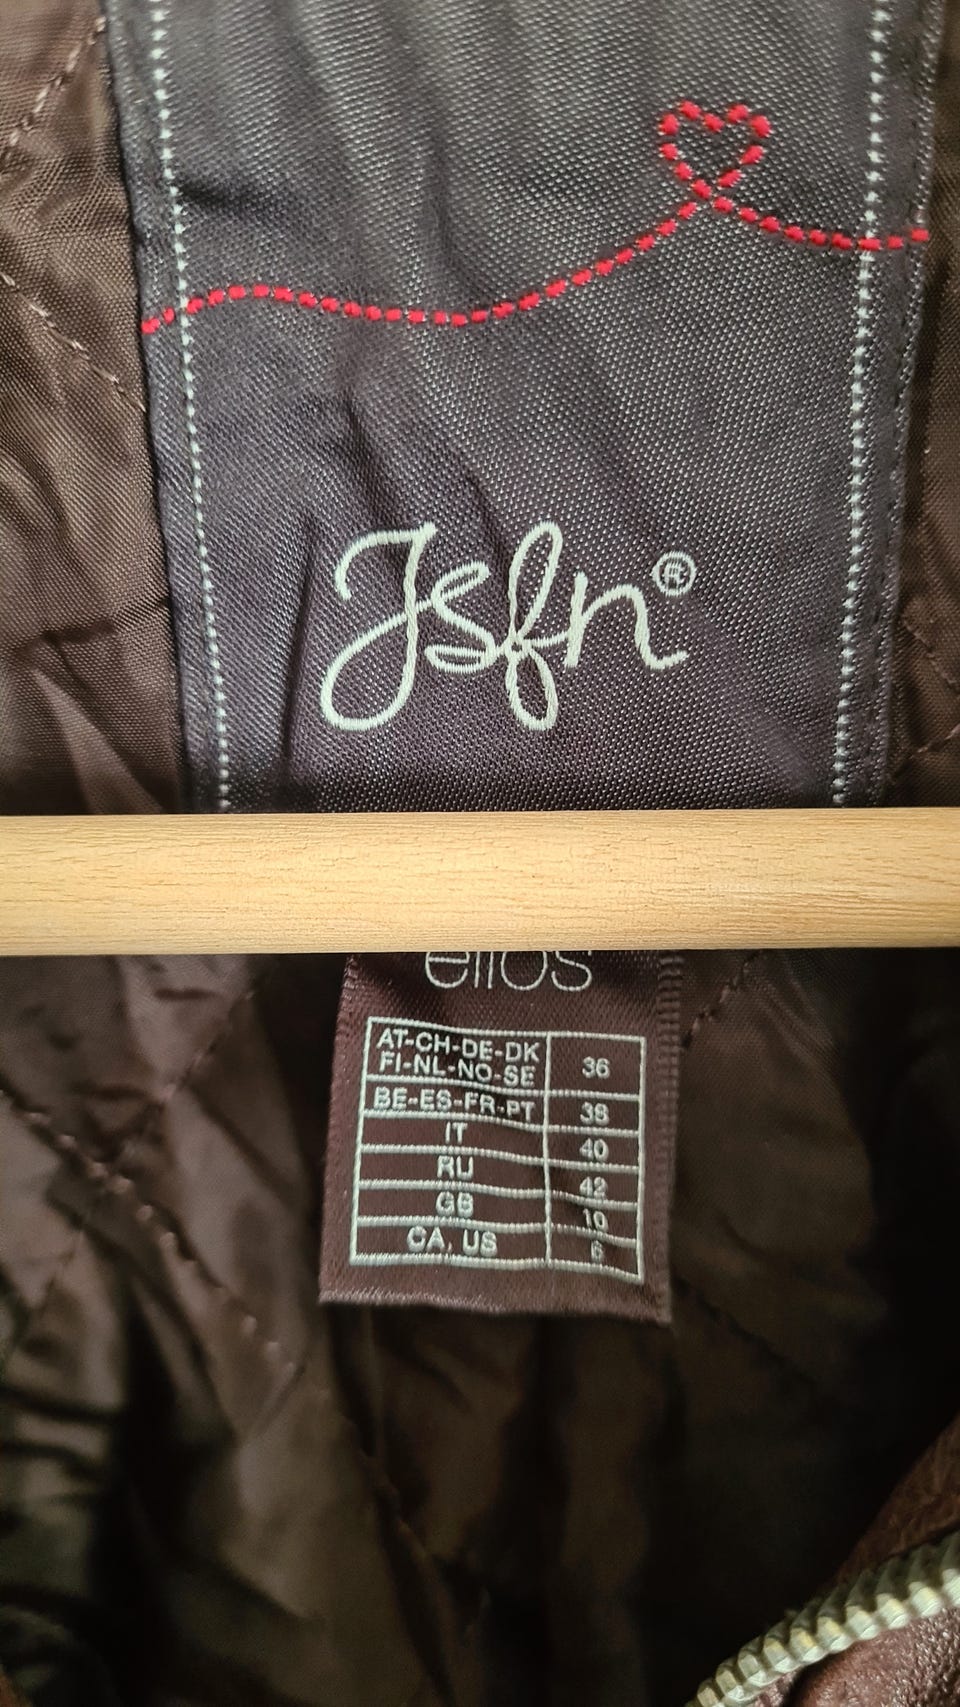 Jsfn®
ellos
AT-CH-DE-DK
FI-NL-NO-SE 36
BE-ES-FR-PT 38
IT 40
RU 42
GB 10
CA, US